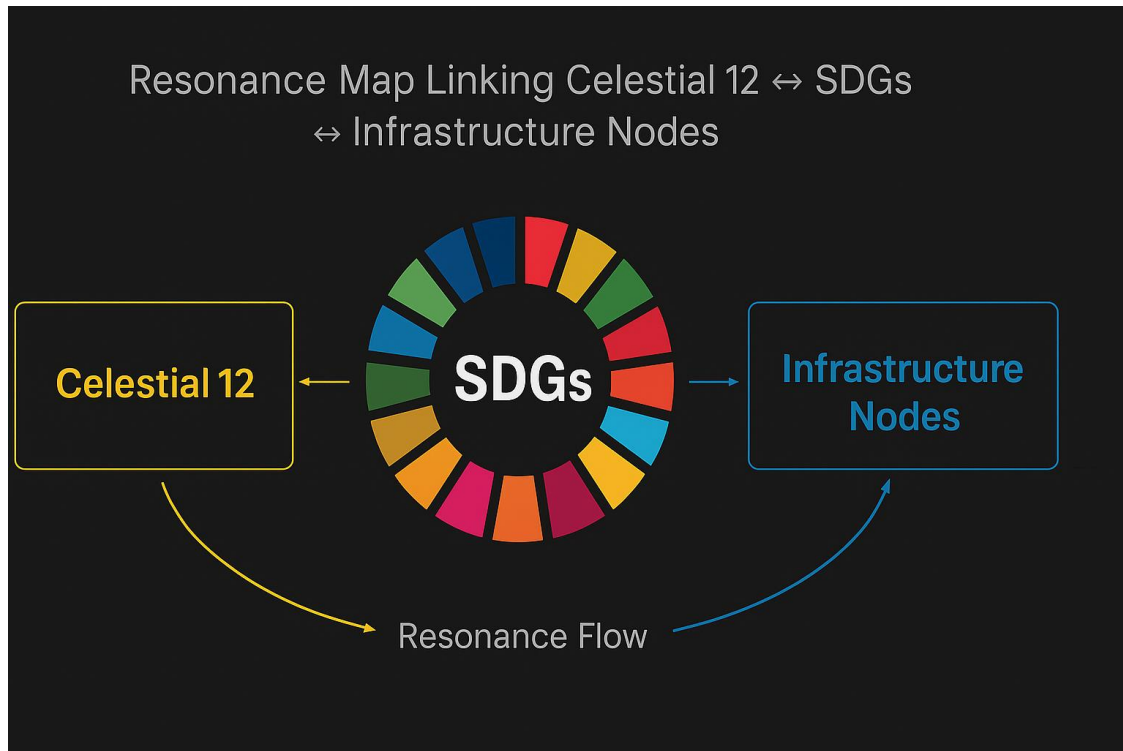 Resonance Map Linking Celestial 12 ↔ SDGs
↔ Infrastructure Nodes
Celestial 12
SDGs
Infrastructure
Nodes
Resonance Flow